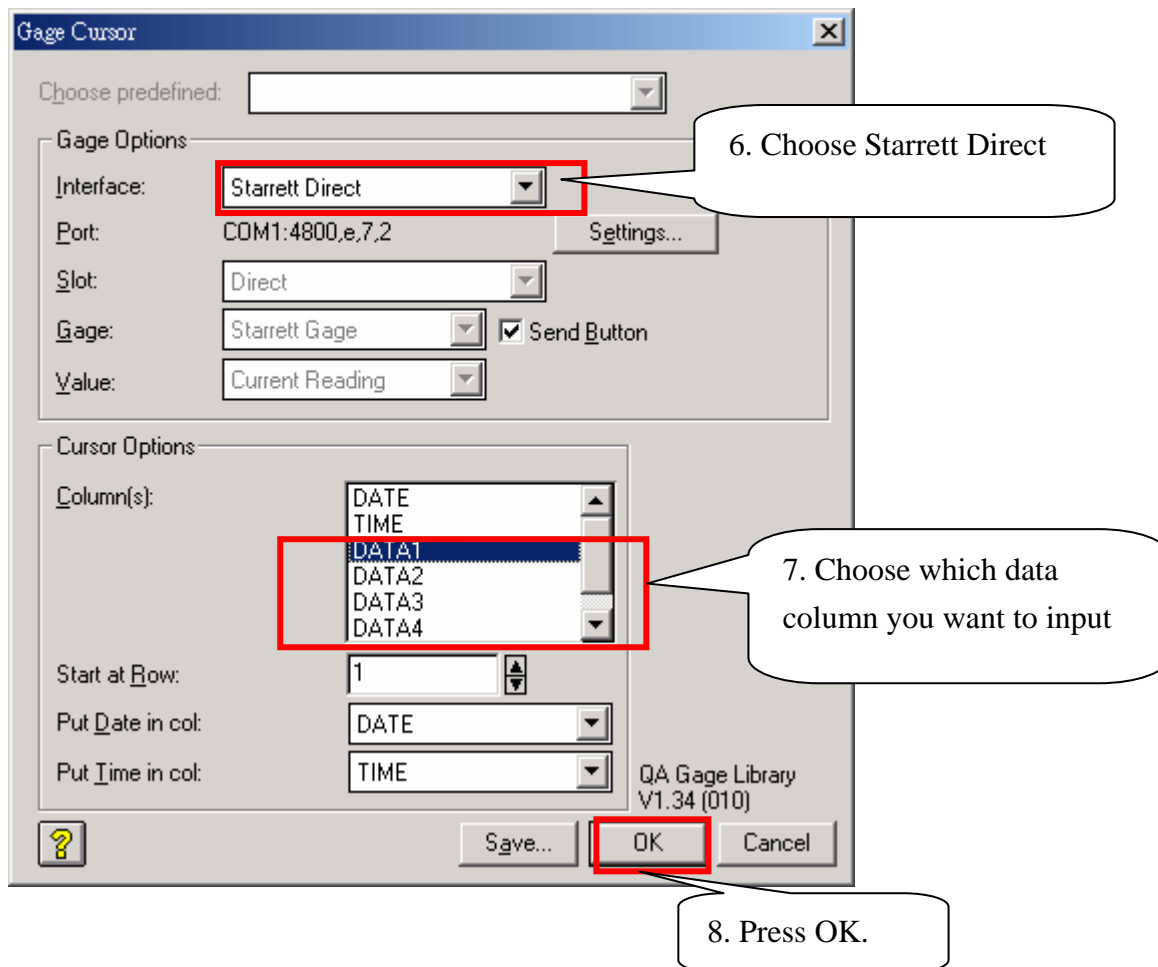 Gage Cursor
Choose predefined:
6. Choose Starrett Direct
Gage Options
Interface: Starrett Direct
Port: COM1:4800,e,7,2 Settings...
Slot: Direct
Gage: Starrett Gage Send Button
Value: Current Reading
Cursor Options
Column(s): DATE
TIME
DATA1
DATA2
DATA3
DATA4
7. Choose which data
column you want to input
Start at Row: 1
Put Date in col: DATE
Put Time in col: TIME
QA Gage Library
V1.34 (010)
Save... OK Cancel
8. Press OK.